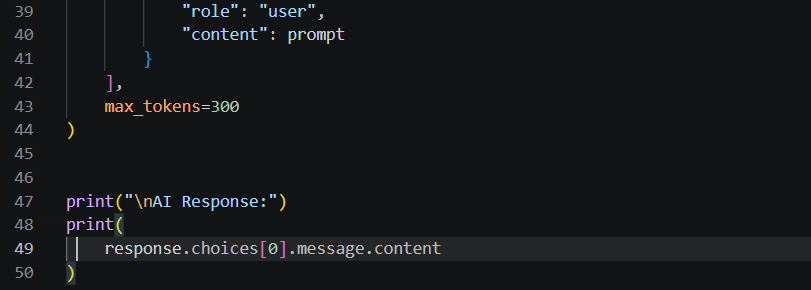 39 "role": "user",
40 "content": prompt
41 }
42 ],
43 max_tokens=300
44 )
45
46
47 print("\nAI Response:")
48 print(
49 response.choices[0].message.content
50 )